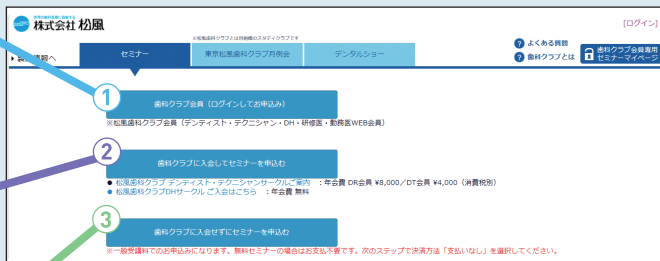 世界の歯科医療に貢献する
株式会社 松風
[ログイン]
※松風歯科クラブとは別組織のスタディクラブです
製品情報へ
セミナー
東京松風歯科クラブ月例会
デンタルショー
? よくある質問
? 歯科クラブとは
歯科クラブ会員専用
セミナーマイページ
1
歯科クラブ会員（ログインしてお申込み）
※松風歯科クラブ会員（デンティスト・テクニシャン・DH・研修医・勤務医WEB会員）
2
歯科クラブに入会してセミナーを申込む
● 松風歯科クラブ デンティスト・テクニシャンサークルご案内 ：年会費 DR会員 ¥8,000／DT会員 ¥4,000（消費税別）
● 松風歯科クラブDHサークル ご入会はこちら ：年会費 無料
3
歯科クラブに入会せずにセミナーを申込む
※一般受講料でのお申込みになります。無料セミナーの場合はお支払不要です。次のステップで決済方法「支払いなし」を選択してください。